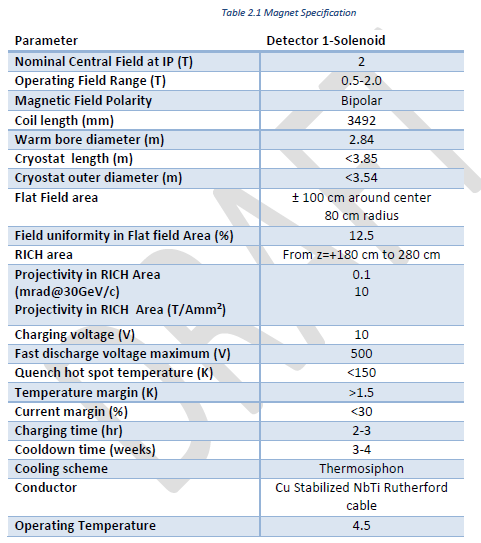 Table 2.1 Magnet Specification
Parameter Detector 1-Solenoid
Nominal Central Field at IP (T) 2
Operating Field Range (T) 0.5-2.0
Magnetic Field Polarity Bipolar
Coil length (mm) 3492
Warm bore diameter (m) 2.84
Cryostat length (m) <3.85
Cryostat outer diameter (m) <3.54
Flat Field area ± 100 cm around center
80 cm radius
Field uniformity in Flat field Area (%) 12.5
RICH area From z=+180 cm to 280 cm
Projectivity in RICH Area 0.1
(mrad@30GeV/c) 10
Projectivity in RICH Area (T/Amm²)
Charging voltage (V) 10
Fast discharge voltage maximum (V) 500
Quench hot spot temperature (K) <150
Temperature margin (K) >1.5
Current margin (%) <30
Charging time (hr) 2-3
Cooldown time (weeks) 3-4
Cooling scheme Thermosiphon
Conductor Cu Stabilized NbTi Rutherford
cable
Operating Temperature 4.5
DRAFT